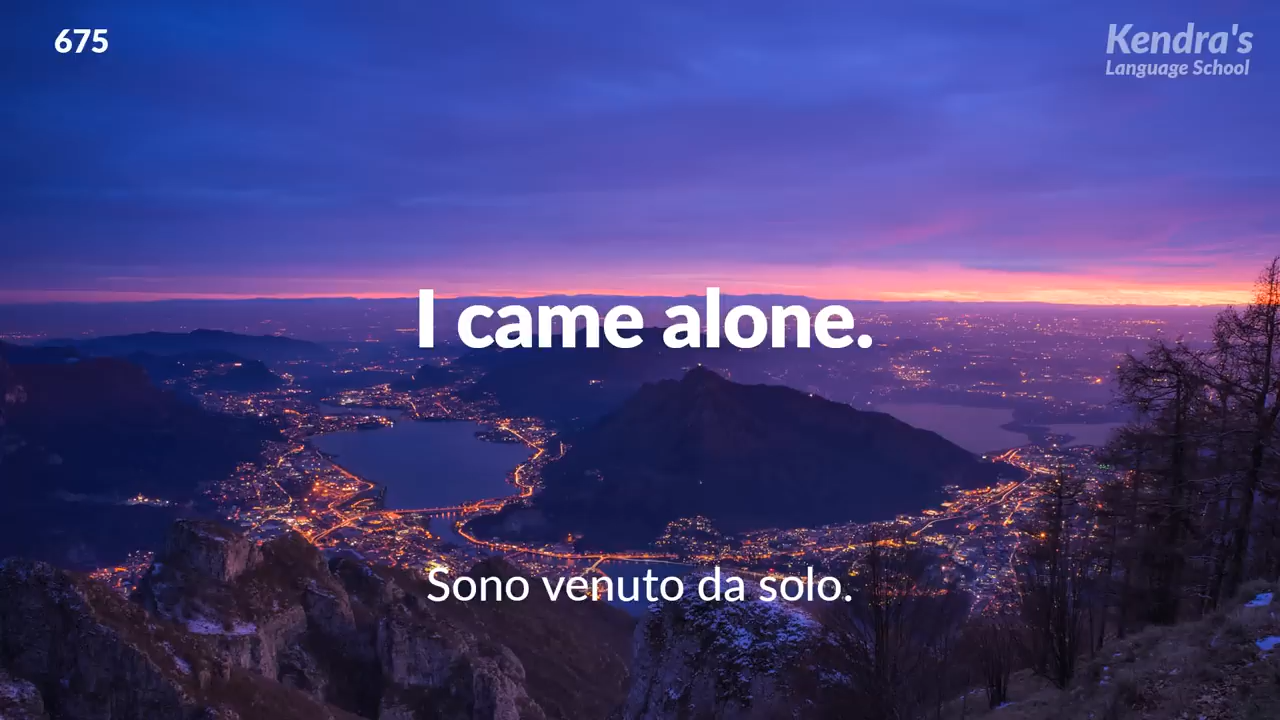 675
Kendra's
Language School
I came alone.
Sono venuto da solo.